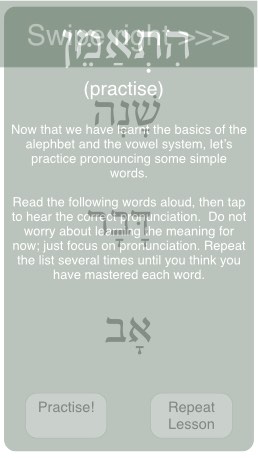 Swipe right >>>
הִתְאַמֵּן
(practise)
Now that we have learnt the basics of the
alephbet and the vowel system, let's
practice pronouncing some simple
words.
Read the following words aloud, then tap
to hear the correct pronunciation. Do not
worry about learning the meaning for
now; just focus on pronunciation. Repeat
the list several times until you think you
have mastered each word.
דָּבָר
אָב
Practise!
Repeat
Lesson